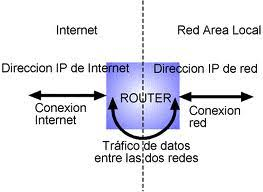 Internet
Red Area Local
Direccion IP de Internet
Direccion IP de red
ROUTER
Conexion
Internet
Conexion
red
Tráfico de datos
entre las dos redes